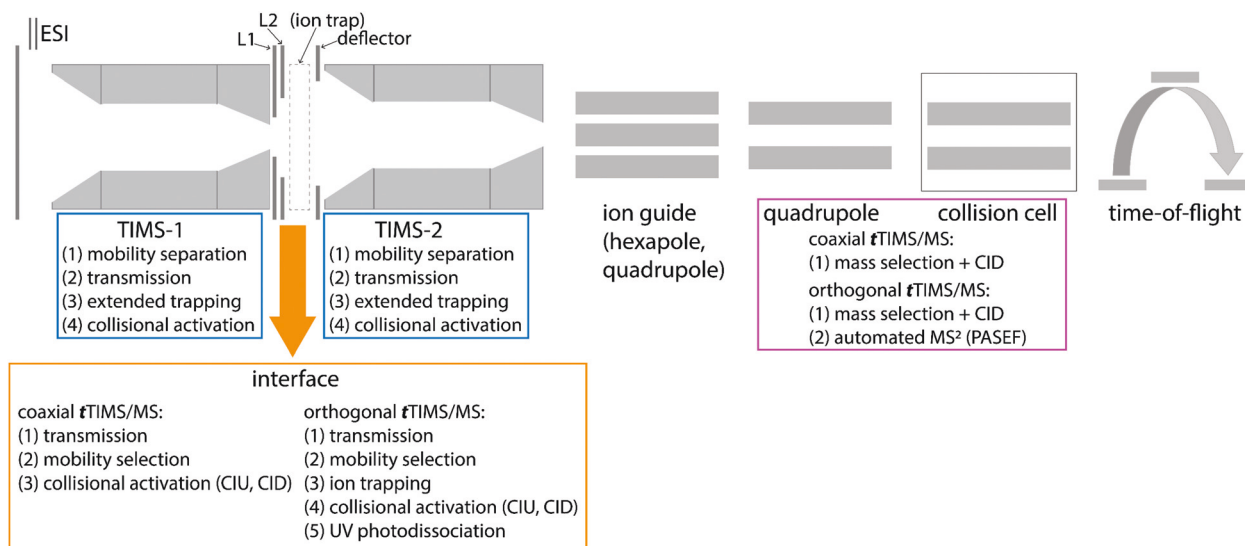 ESI
L1
L2
(ion trap)
deflector
TIMS-1
(1) mobility separation
(2) transmission
(3) extended trapping
(4) collisional activation
TIMS-2
(1) mobility separation
(2) transmission
(3) extended trapping
(4) collisional activation
ion guide
(hexapole,
quadrupole)
quadrupole
collision cell
coaxial tTIMS/MS:
(1) mass selection + CID
orthogonal tTIMS/MS:
(1) mass selection + CID
(2) automated MS² (PASEF)
time-of-flight
interface
coaxial tTIMS/MS:
(1) transmission
(2) mobility selection
(3) collisional activation (CIU, CID)
orthogonal tTIMS/MS:
(1) transmission
(2) mobility selection
(3) ion trapping
(4) collisional activation (CIU, CID)
(5) UV photodissociation